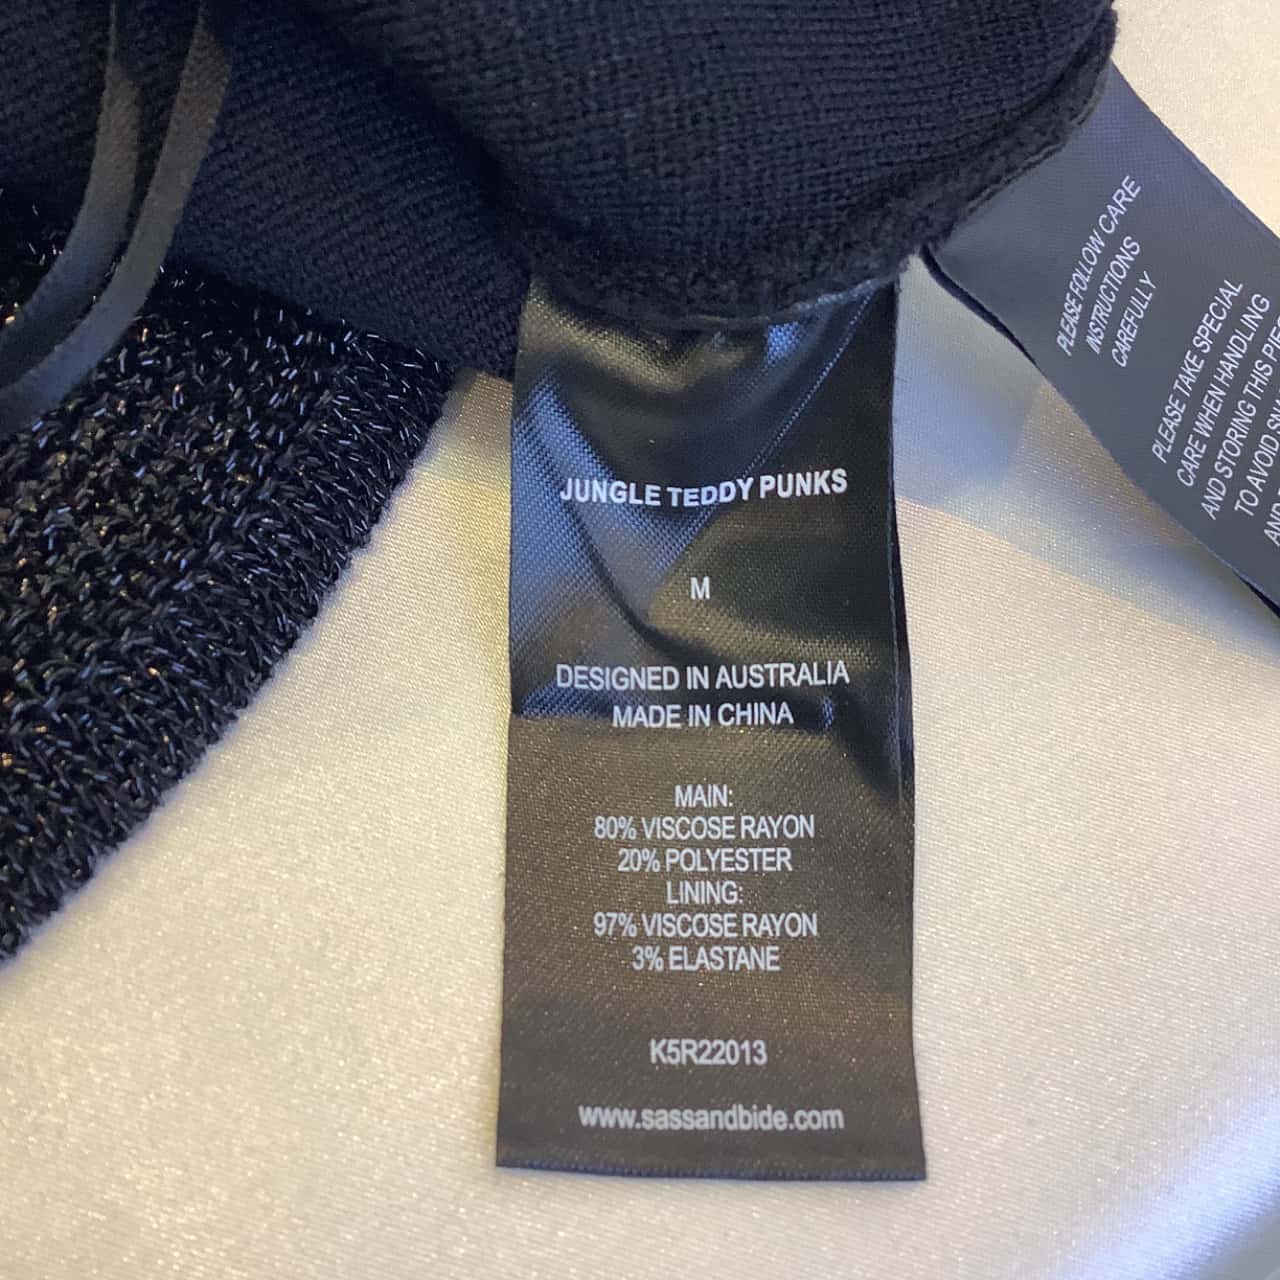 JUNGLE TEDDY PUNKS
M
DESIGNED IN AUSTRALIA
MADE IN CHINA
MAIN:
80% VISCOSE RAYON
20% POLYESTER
LINING:
97% VISCOSE RAYON
3% ELASTANE
K5R22013
www.sassandbide.com
PLEASE FOLLOW CARE
INSTRUCTIONS
CAREFULLY
PLEASE TAKE SPECIAL
CARE WHEN HANDLING
AND STORING THIS
TO AVOID